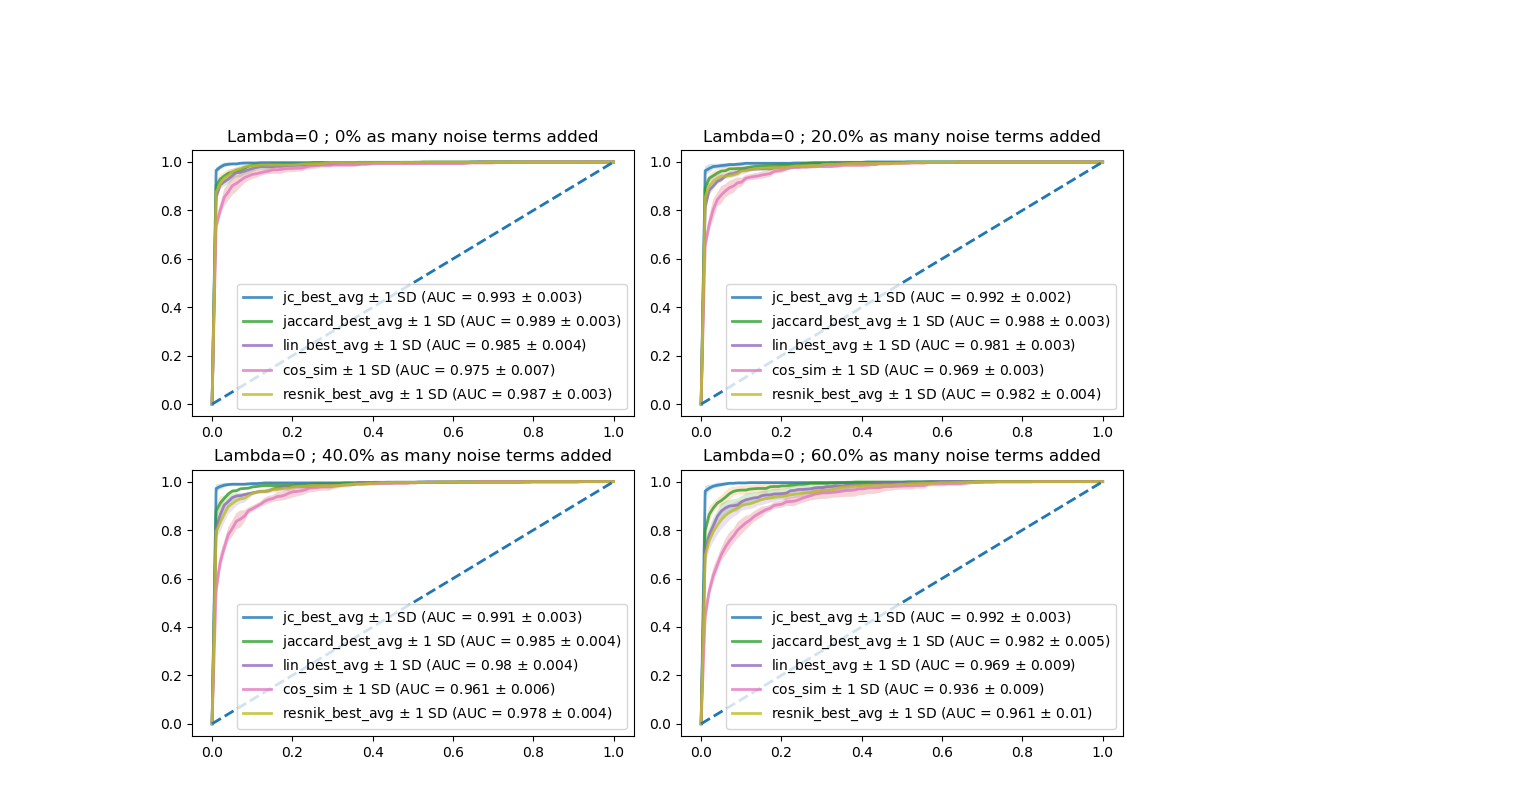 Lambda=0 ; 0% as many noise terms added
1.0
0.8
0.6
0.4
0.2
0.0
jc_best_avg ± 1 SD (AUC = 0.993 ± 0.003)
jaccard_best_avg ± 1 SD (AUC = 0.989 ± 0.003)
lin_best_avg ± 1 SD (AUC = 0.985 ± 0.004)
cos_sim ± 1 SD (AUC = 0.975 ± 0.007)
resnik_best_avg ± 1 SD (AUC = 0.987 ± 0.003)
0.0 0.2 0.4 0.6 0.8 1.0
Lambda=0 ; 20.0% as many noise terms added
1.0
0.8
0.6
0.4
0.2
0.0
jc_best_avg ± 1 SD (AUC = 0.992 ± 0.002)
jaccard_best_avg ± 1 SD (AUC = 0.988 ± 0.003)
lin_best_avg ± 1 SD (AUC = 0.981 ± 0.003)
cos_sim ± 1 SD (AUC = 0.969 ± 0.003)
resnik_best_avg ± 1 SD (AUC = 0.982 ± 0.004)
0.0 0.2 0.4 0.6 0.8 1.0
Lambda=0 ; 40.0% as many noise terms added
1.0
0.8
0.6
0.4
0.2
0.0
jc_best_avg ± 1 SD (AUC = 0.991 ± 0.003)
jaccard_best_avg ± 1 SD (AUC = 0.985 ± 0.004)
lin_best_avg ± 1 SD (AUC = 0.98 ± 0.004)
cos_sim ± 1 SD (AUC = 0.961 ± 0.006)
resnik_best_avg ± 1 SD (AUC = 0.978 ± 0.004)
0.0 0.2 0.4 0.6 0.8 1.0
Lambda=0 ; 60.0% as many noise terms added
1.0
0.8
0.6
0.4
0.2
0.0
jc_best_avg ± 1 SD (AUC = 0.992 ± 0.003)
jaccard_best_avg ± 1 SD (AUC = 0.982 ± 0.005)
lin_best_avg ± 1 SD (AUC = 0.969 ± 0.009)
cos_sim ± 1 SD (AUC = 0.936 ± 0.009)
resnik_best_avg ± 1 SD (AUC = 0.961 ± 0.01)
0.0 0.2 0.4 0.6 0.8 1.0